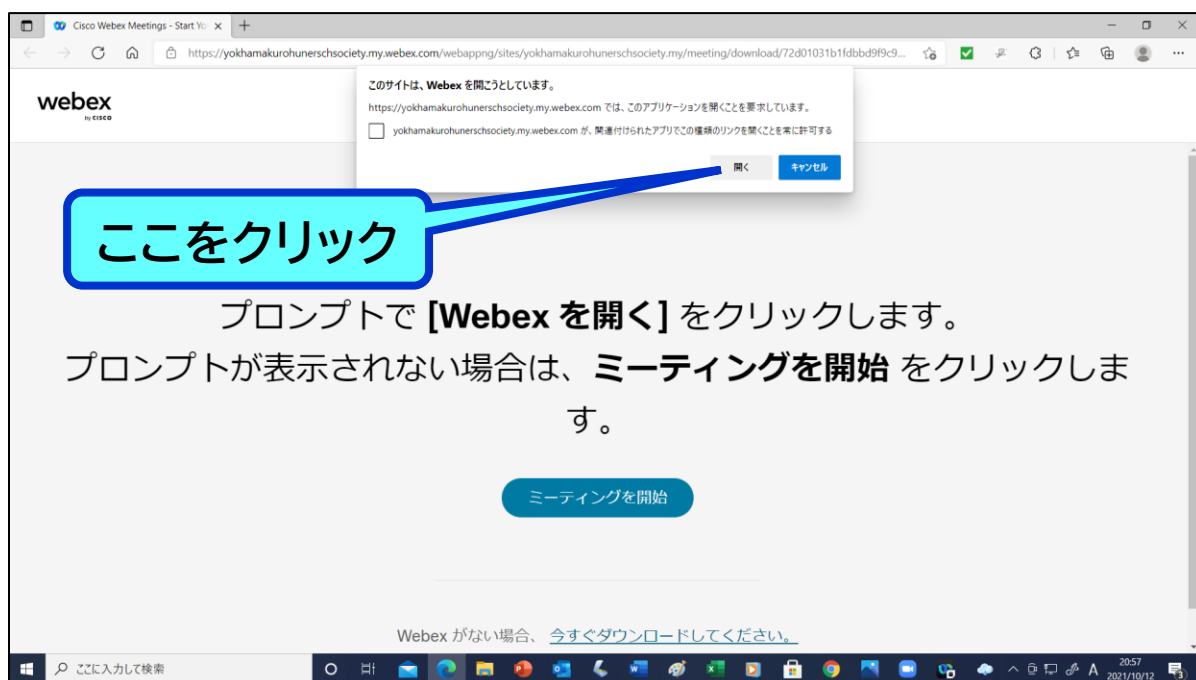 Cisco Webex Meetings - Start Yo
https://yokhamakurohunerschsociety.my.webex.com/webappng/sites/yokhamakurohunerschsociety.my/meeting/download/72d01031b1fdbbd9f9c9...
webex
by CISCO
このサイトは、Webex を開こうとしています。
https://yokhamakurohunerschsociety.my.webex.com では、このアプリケーションを開くことを要求しています。
yokhamakurohunerschsociety.my.webex.com が、関連付けられたアプリでこの種類のリンクを開くことを常に許可する
開く キャンセル
ここをクリック
プロンプトで [Webex を開く] をクリックします。
プロンプトが表示されない場合は、ミーティングを開始 をクリックしま
す。
ミーティングを開始
Webex がない場合、 今すぐダウンロードしてください。
ここに入力して検索
A
20:57
2021/10/12
3